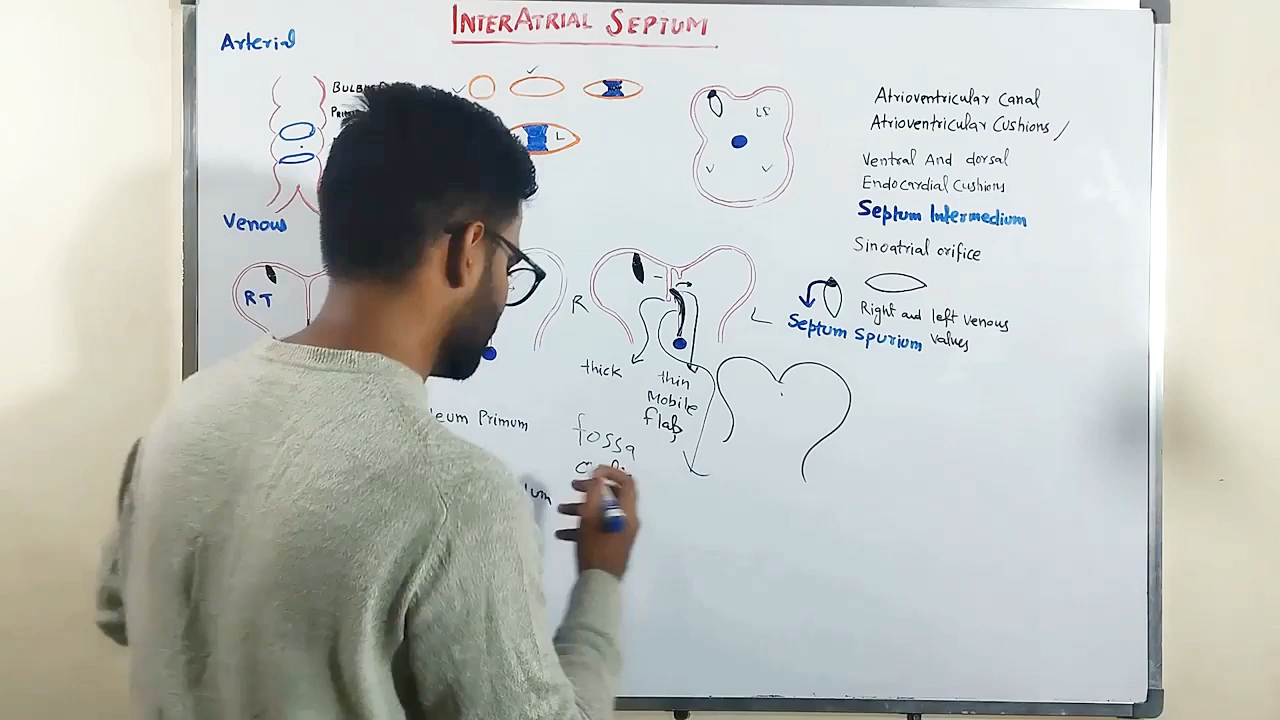 INTERATRIAL SEPTUM
Arterial
L
LS
Atrioventricular Canal
Atrioventricular Cushions /
Ventral And dorsal
Endocardial Cushions
Septum Intermedium
Sinoatrial orifice
Right and left venous
valves
Septum Spurium
Venous
RT
R
L
thick
thin
Mobile
flap
Primum
fossa